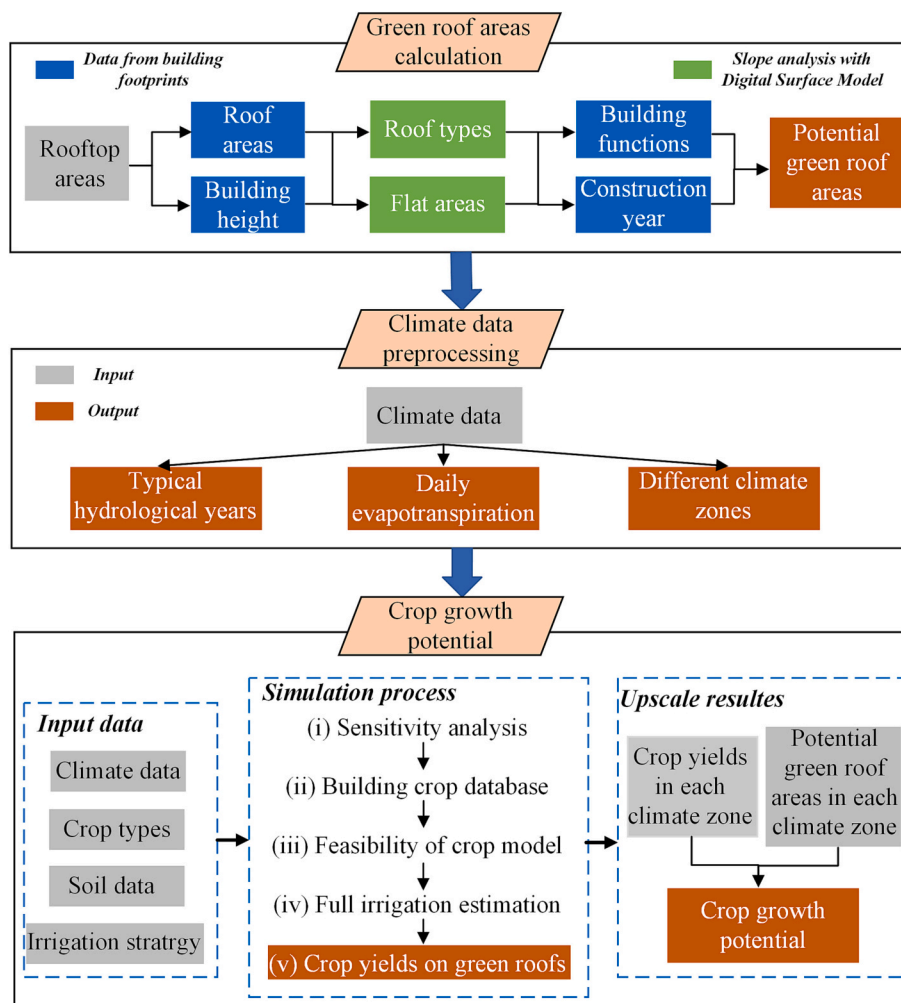 Green roof areas
calculation
Data from building
footprints
Slope analysis with
Digital Surface Model
Rooftop
areas
Roof
areas
Building
height
Roof types
Flat areas
Building
functions
Construction
year
Potential
green roof
areas
Climate data
preprocessing
Input
Output
Climate data
Typical
hydrological years
Daily
evapotranspiration
Different climate
zones
Crop growth
potential
Input data
Climate data
Crop types
Soil data
Irrigation stratrgy
Simulation process
(i) Sensitivity analysis
(ii) Building crop database
(iii) Feasibility of crop model
(iv) Full irrigation estimation
(v) Crop yields on green roofs
Upscale resultes
Crop yields
in each
climate zone
Potential
green roof
areas in each
climate zone
Crop growth
potential